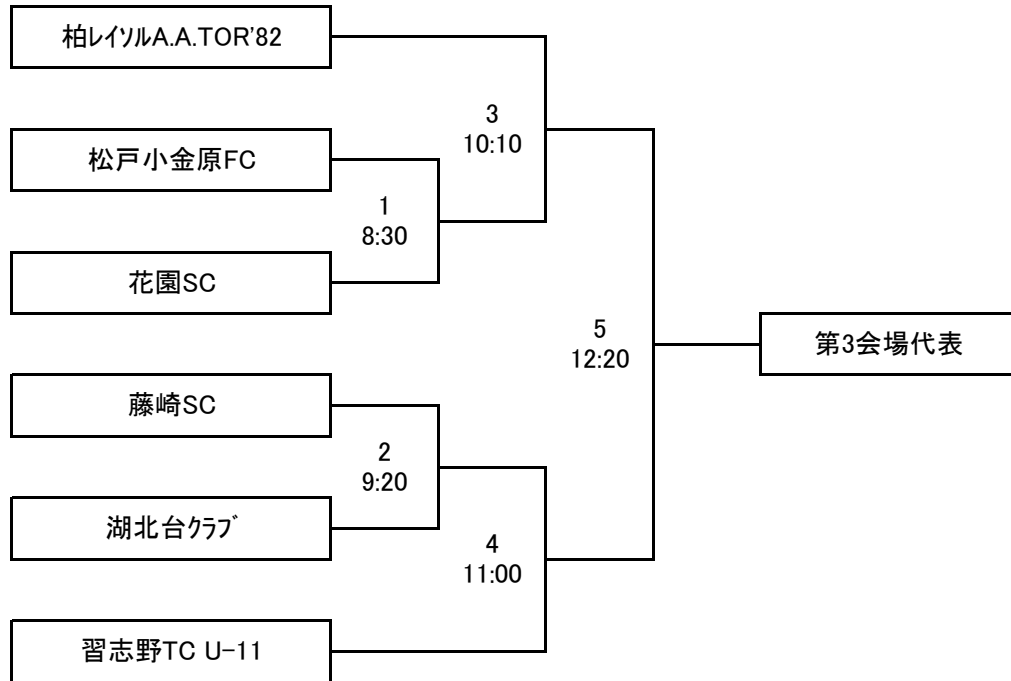 柏ﾚｲｿﾙA.A.TOR'82
3
10:10
松戸小金原FC
1
8:30
花園SC
5
12:20
第3会場代表
藤崎SC
2
9:20
湖北台ｸﾗﾌﾞ
4
11:00
習志野TC U-11